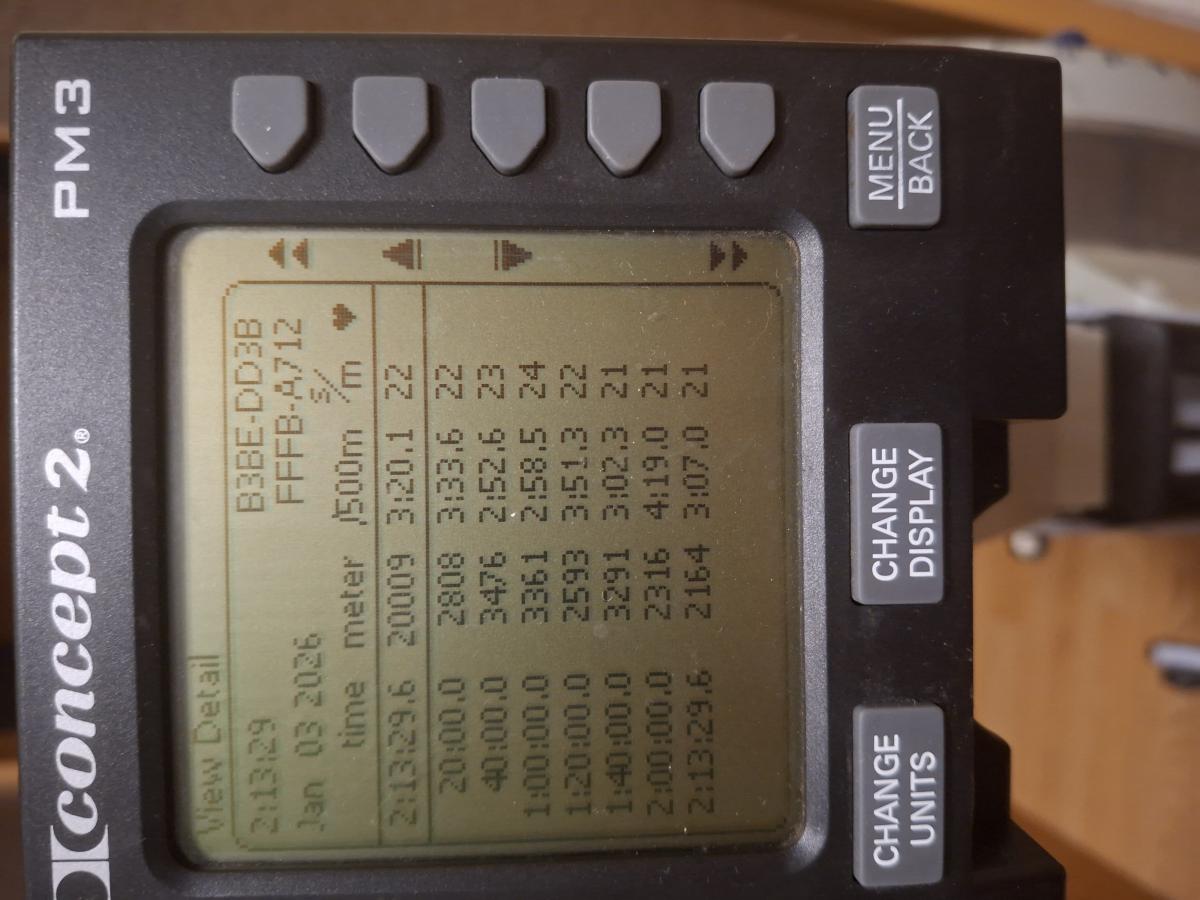 concept 2® PM3
View Detail
2:13:29 B3BE-DD3B
Jan 03 2026 FFFB-A712
time meter /500m s/m ♥
2:13:29.6 20009 3:20.1 22
20:00.0 2808 3:33.6 22
40:00.0 3476 2:52.6 23
1:00:00.0 3361 2:58.5 24
1:20:00.0 2593 3:51.3 22
1:40:00.0 3291 3:02.3 21
2:00:00.0 2316 4:19.0 21
2:13:29.6 2164 3:07.0 21
CHANGE UNITS
CHANGE DISPLAY
MENU BACK